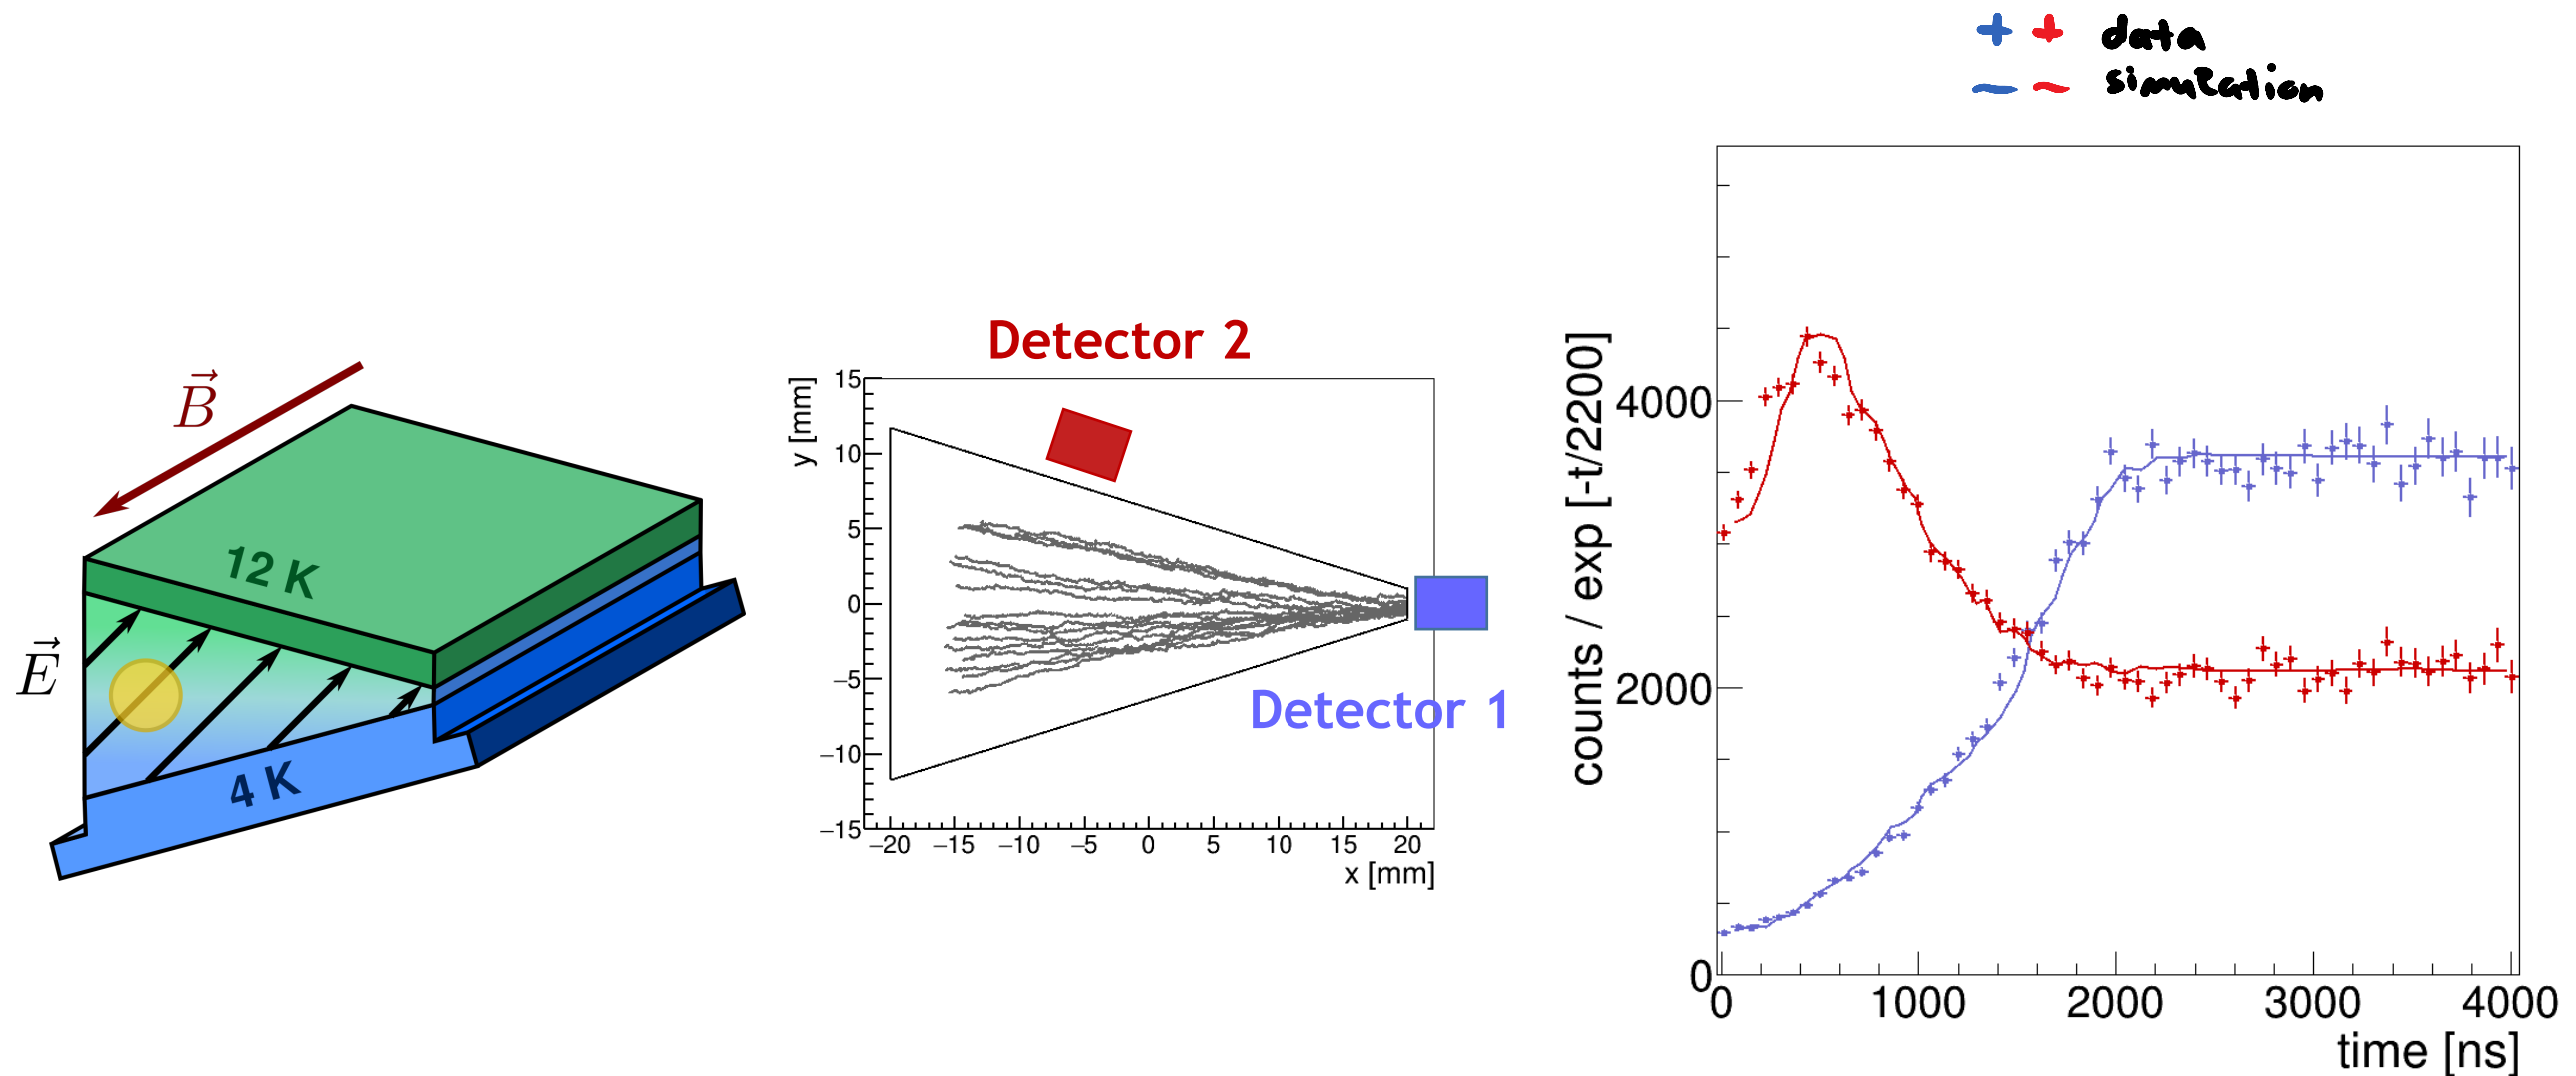 data
simulation
B
12 K
E
4 K
Detector 2
y [mm]
15
10
5
0
−5
−10
−15
−20 −15 −10 −5 0 5 10 15 20
x [mm]
Detector 1
counts / exp [-t/2200]
4000
2000
0
0 1000 2000 3000 4000
time [ns]